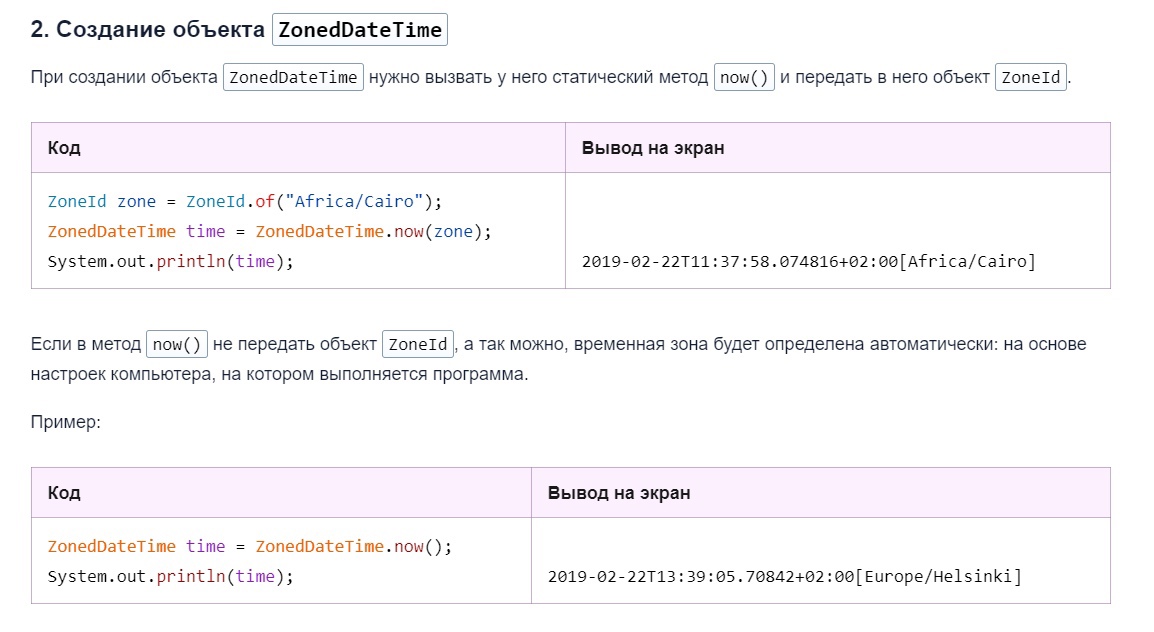 2. Создание объекта ZonedDateTime
При создании объекта ZonedDateTime нужно вызвать у него статический метод now() и передать в него объект ZoneId.
Код
Вывод на экран
ZoneId zone = ZoneId.of("Africa/Cairo");
ZonedDateTime time = ZonedDateTime.now(zone);
System.out.println(time);
2019-02-22T11:37:58.074816+02:00[Africa/Cairo]
Если в метод now() не передать объект ZoneId, а так можно, временная зона будет определена автоматически: на основе
настроек компьютера, на котором выполняется программа.
Пример:
Код
Вывод на экран
ZonedDateTime time = ZonedDateTime.now();
System.out.println(time);
2019-02-22T13:39:05.70842+02:00[Europe/Helsinki]